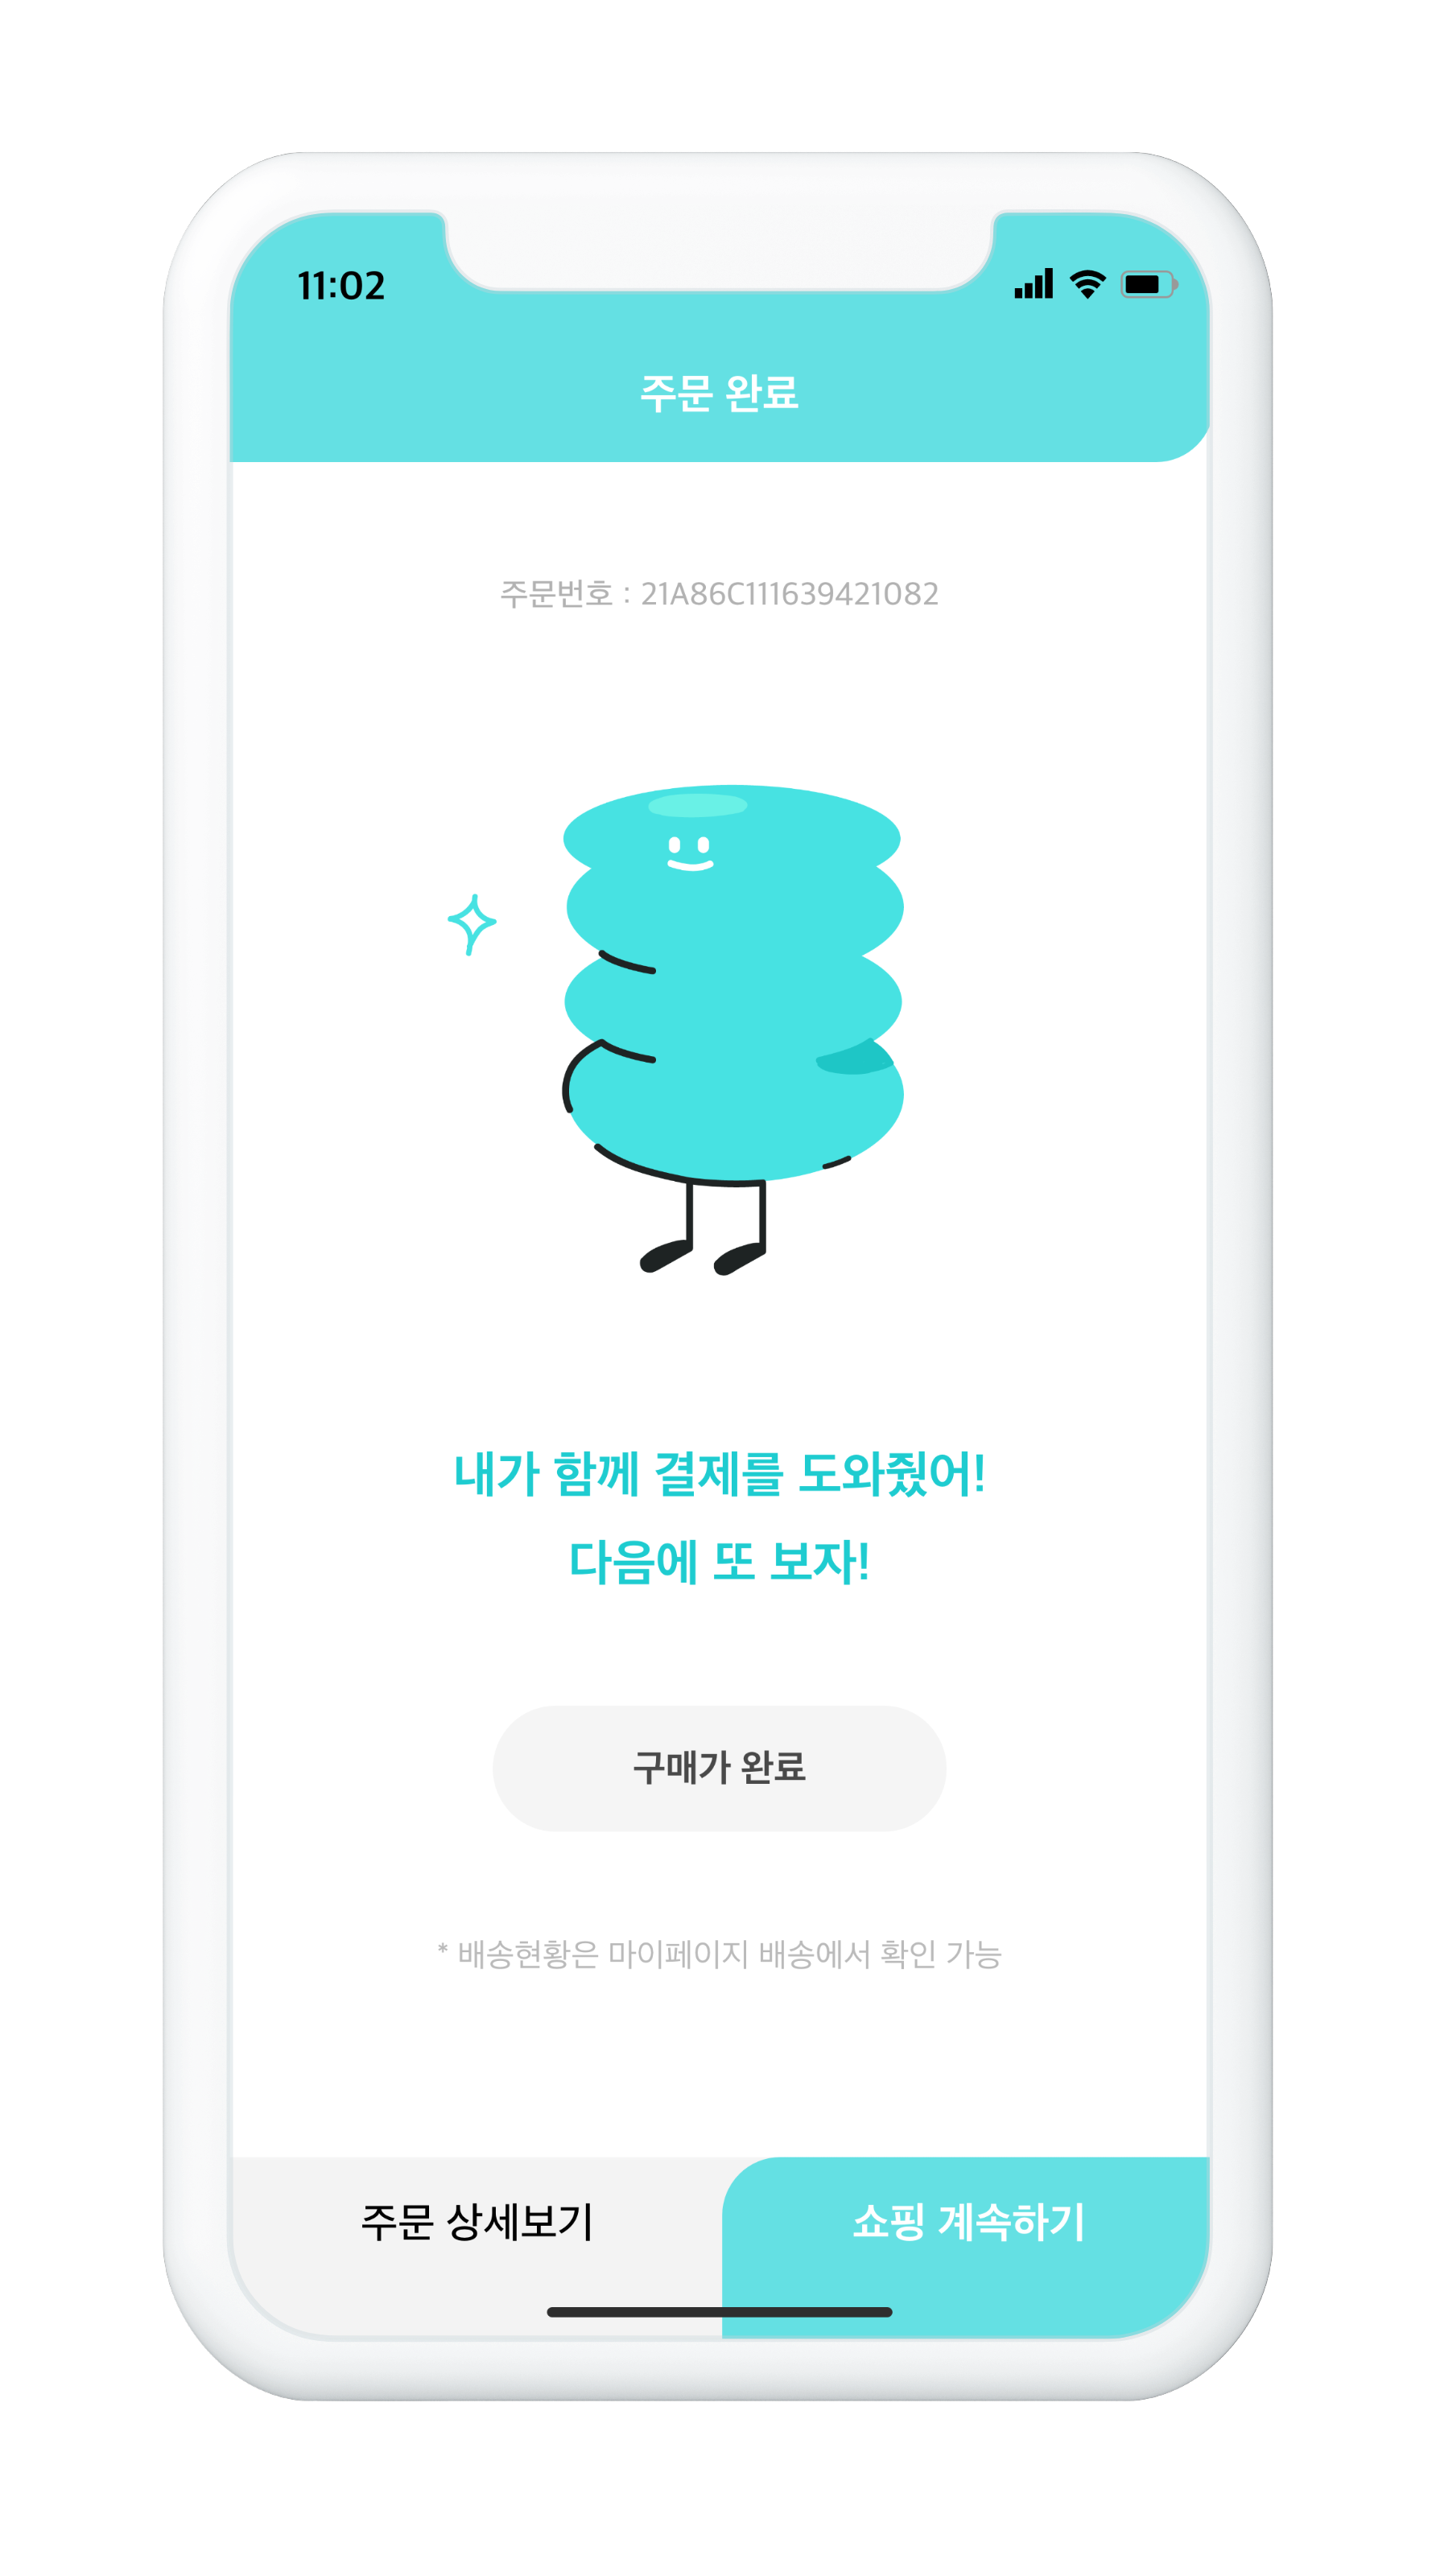 11:02
주문 완료
주문번호 : 21A86C111639421082
내가 함께 결제를 도와줬어!
다음에 또 보자!
구매가 완료
* 배송현황은 마이페이지 배송에서 확인 가능
주문 상세보기
쇼핑 계속하기